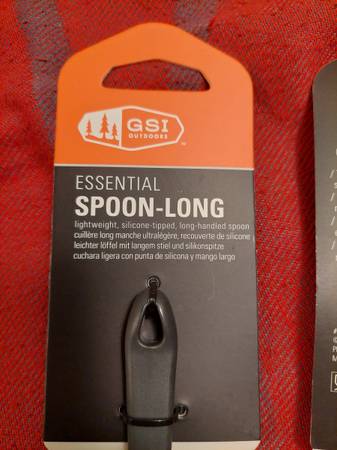 GSI
OUTDOORS
ESSENTIAL
SPOON-LONG
lightweight, silicone-tipped, long-handled spoon
cuillère long manche ultralégère, recouverte de silicone
leichter löffel mit langem stiel und silikonspitze
cuchara ligera con punta de silicona y mango largo